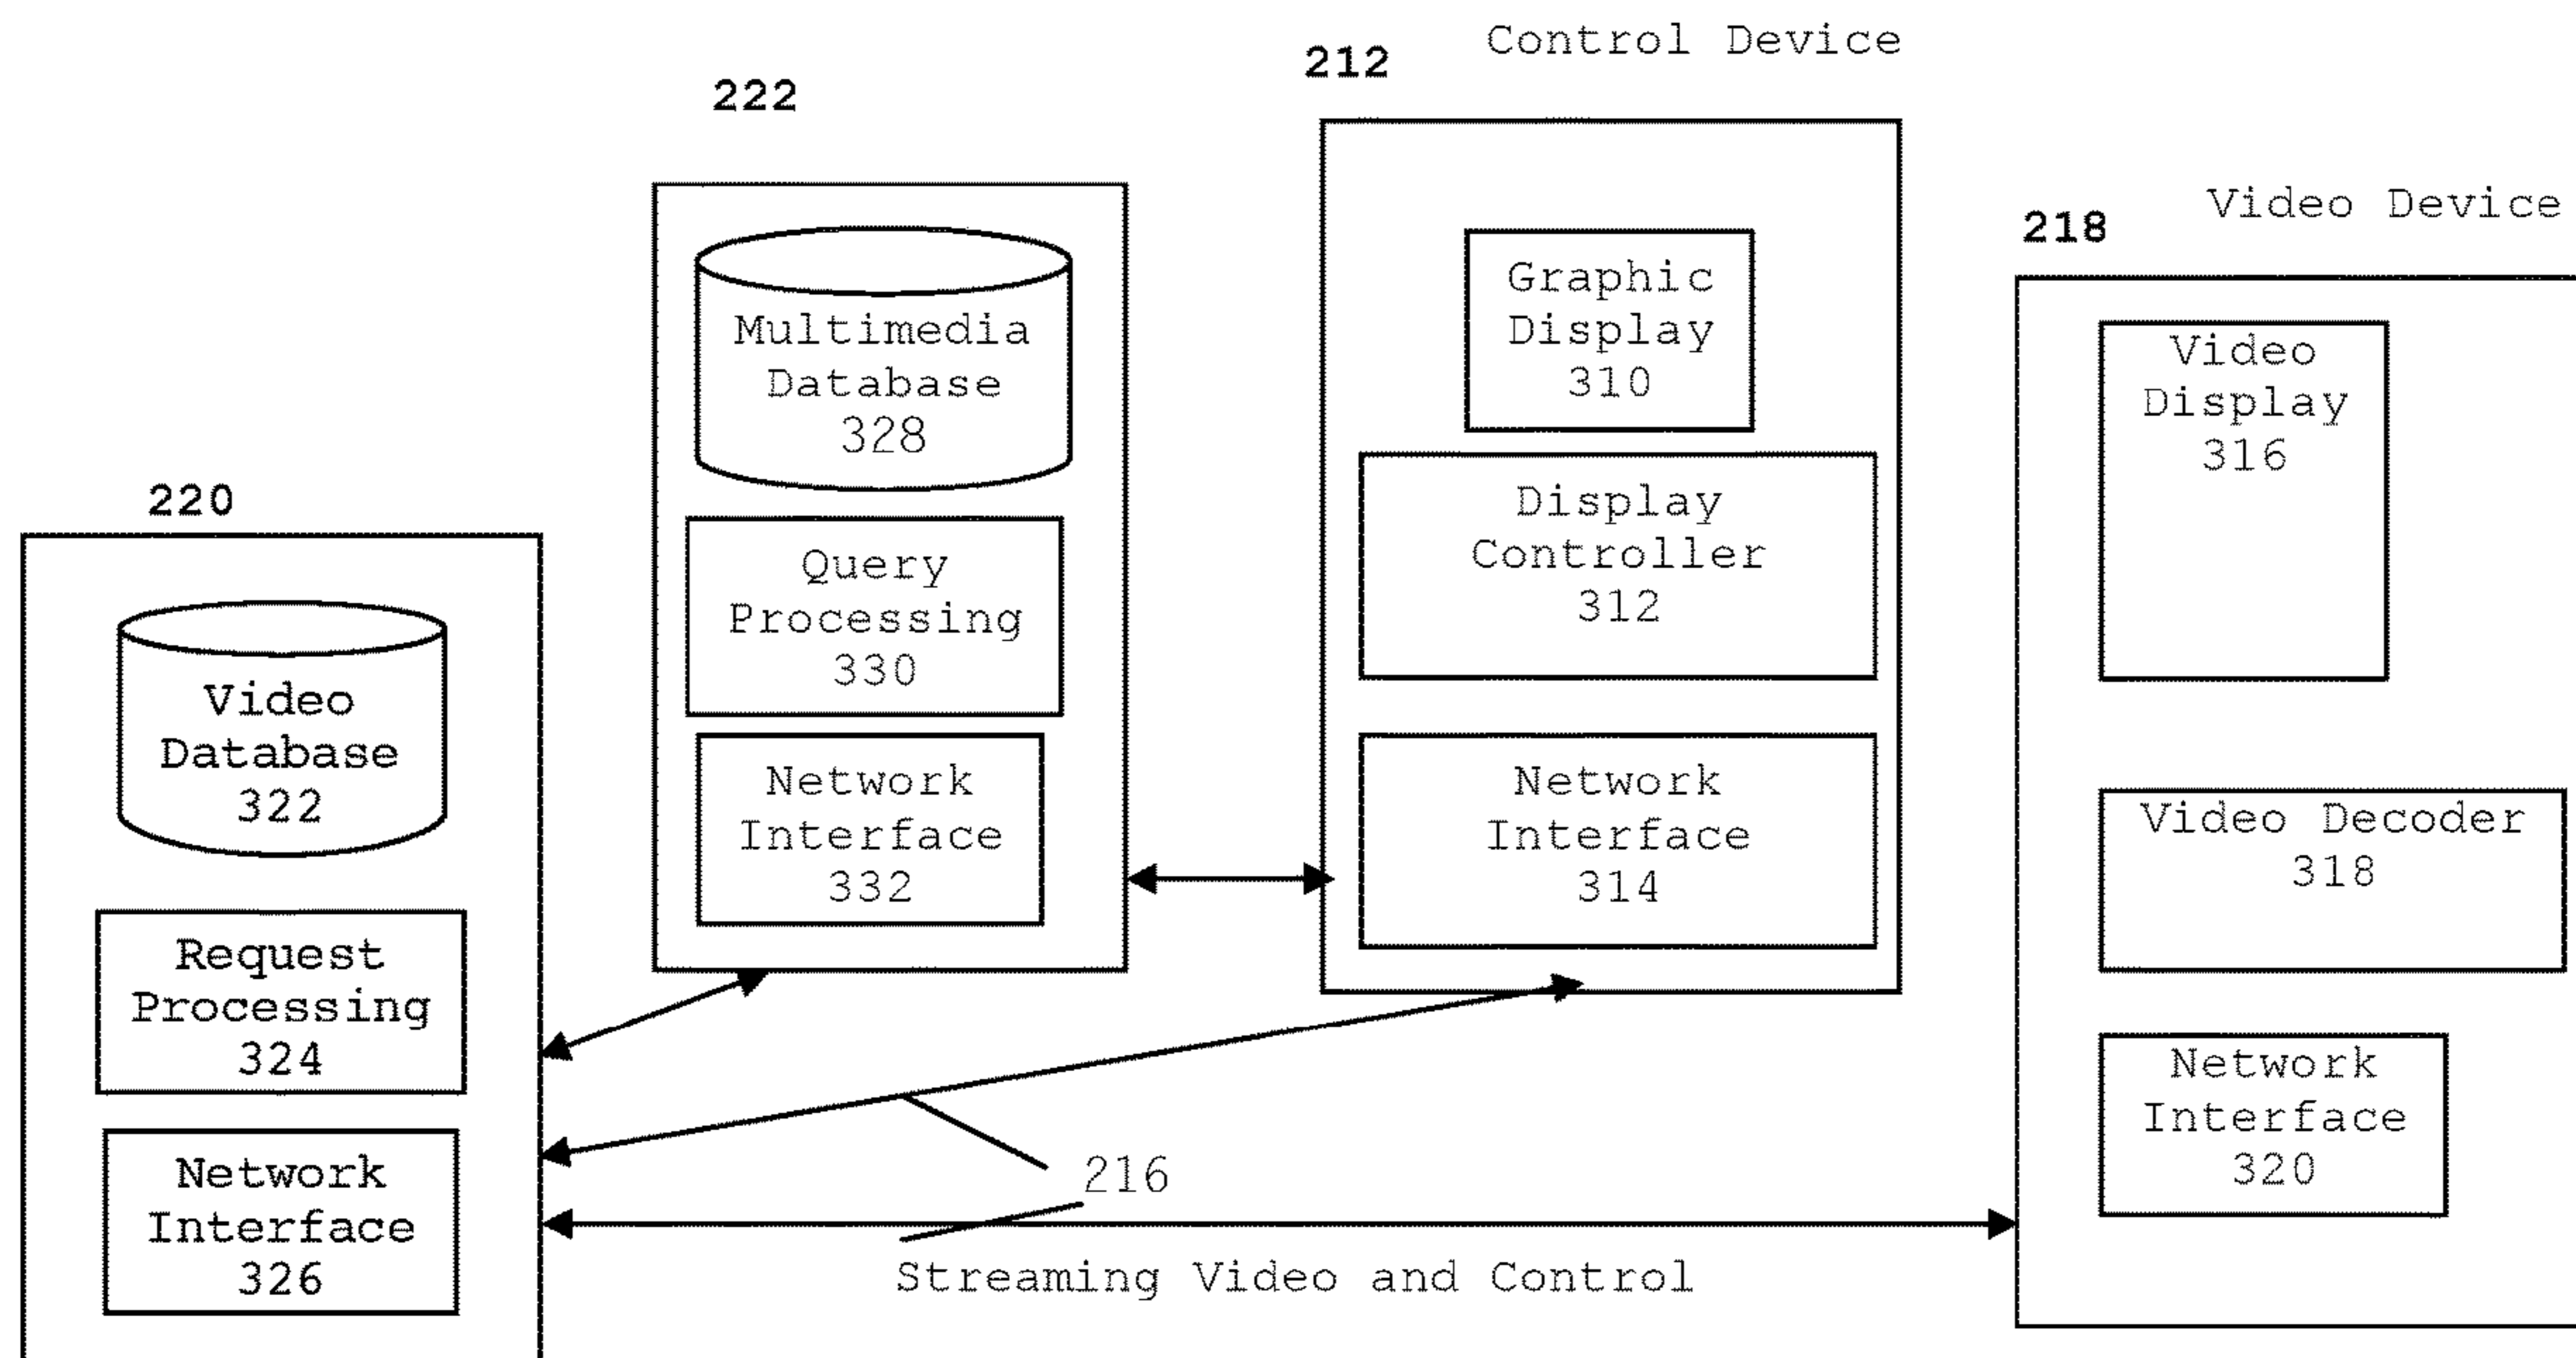 Control Device
212
222
Video Device
218
Multimedia
Database
328
Query
Processing
330
Network
Interface
332
Graphic
Display
310
Display
Controller
312
Network
Interface
314
Video
Display
316
Video Decoder
318
Network
Interface
320
220
Video
Database
322
Request
Processing
324
Network
Interface
326
216
Streaming Video and Control